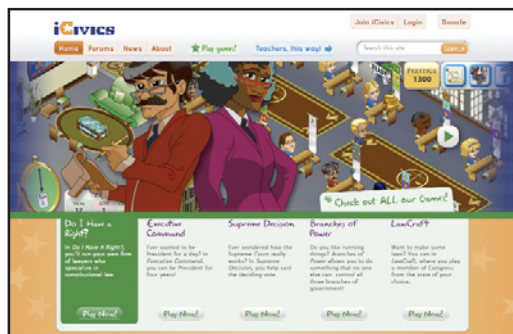 Join iCivics Login Donate
iCivics
Home Forums News About Play games! Teachers, this way! Search this site SEARCH
PRESTIGE
1300
Check out ALL our Games!
Do I Have a
Right?
In Do I Have A Right?,
you'll run your own firm
of lawyers who
specialize in
constitutional law.
Play Now!
Executive
Command
Ever wanted to be
President for a day? In
Executive Command,
you can be President for
four years!
Play Now!
Supreme Decision
Ever wondered how the
Supreme Court really
works? In Supreme
Decision, you help cast
the deciding vote.
Play Now!
Branches of
Power
Do you like running
things? Branches of
Power allows you to do
something that no one
else can: control all
three branches of
government!
Play Now!
LawCraft
Want to make some
laws? You can in
LawCraft, where you play
a member of Congress
from the state of your
choice.
Play Now!